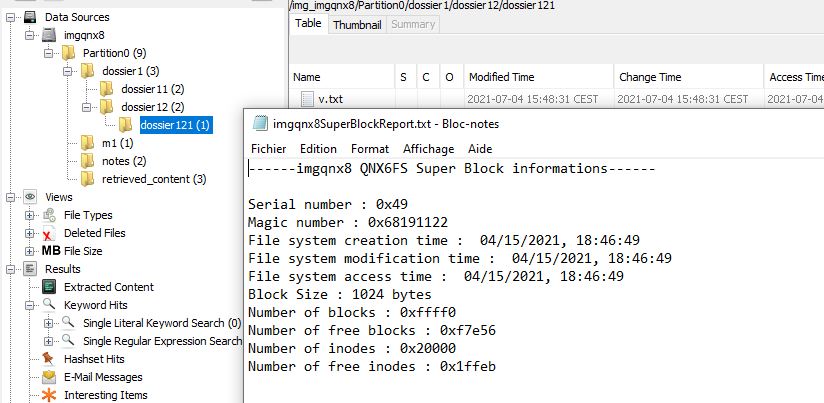 Data Sources
imgqnx8
Partition0 (9)
dossier1 (3)
dossier11 (2)
dossier12 (2)
dossier121 (1)
m1 (1)
notes (2)
retrieved_content (3)
Views
File Types
Deleted Files
MB File Size
Results
Extracted Content
Keyword Hits
Single Literal Keyword Search (0)
Single Regular Expression Search
Hashset Hits
E-Mail Messages
Interesting Items
/img_imgqnx8/Partition0/dossier1/dossier12/dossier121
Table Thumbnail Summary
Name S C O Modified Time Change Time Access Time
v.txt 2021-07-04 15:48:31 CEST 2021-07-04 15:48:31 CEST 2021-07-04
imgqnx8SuperBlockReport.txt - Bloc-notes
Fichier Edition Format Affichage Aide
------imgqnx8 QNX6FS Super Block informations------
Serial number : 0x49
Magic number : 0x68191122
File system creation time :  04/15/2021, 18:46:49
File system modification time :  04/15/2021, 18:46:49
File system access time :  04/15/2021, 18:46:49
Block Size : 1024 bytes
Number of blocks : 0xffff0
Number of free blocks : 0xf7e56
Number of inodes : 0x20000
Number of free inodes : 0x1ffeb